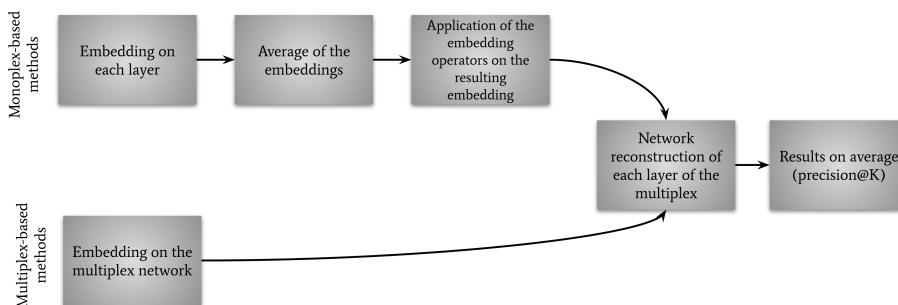 Monoplex-based
methods
Embedding on
each layer
Average of the
embeddings
Application of the
embedding
operators on the
resulting
embedding
Network
reconstruction of
each layer of the
multiplex
Results on average
(precision@K)
Multiplex-based
methods
Embedding on the
multiplex network